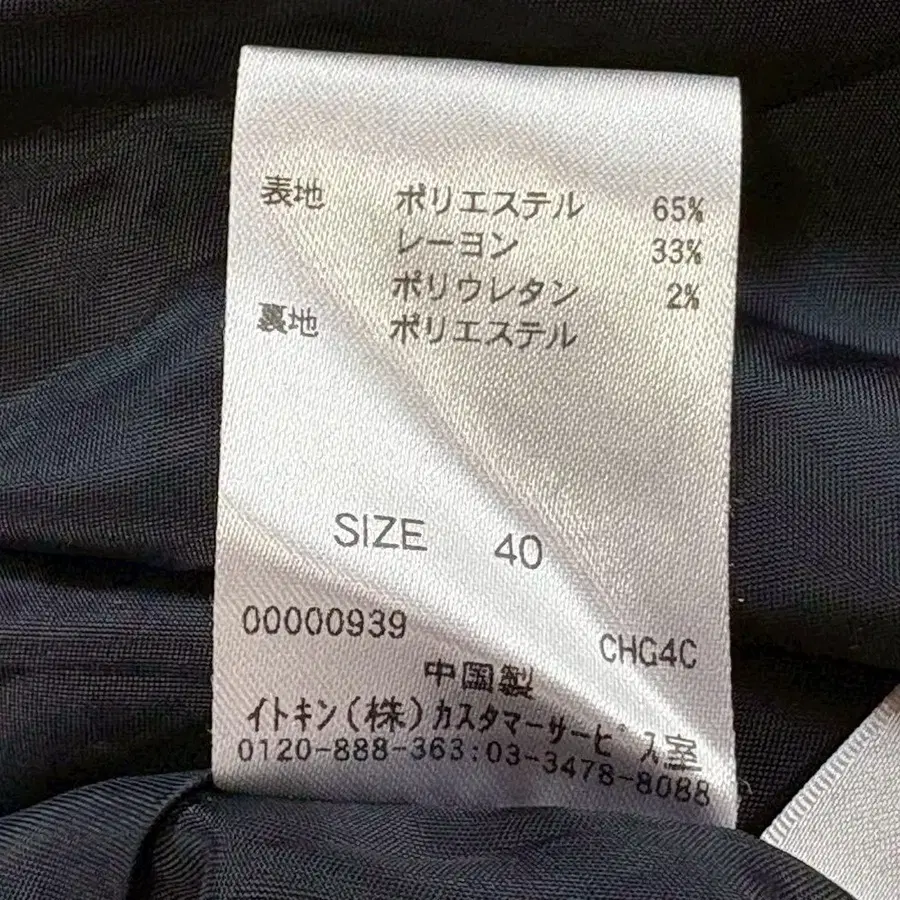 表地 ポリエステル 65%
レーヨン 33%
ポリウレタン 2%
裏地 ポリエステル
SIZE 40
00000939 CHG4C
中国製
イトキン(株)カスタマーサービス室
0120-888-363:03-3478-8088